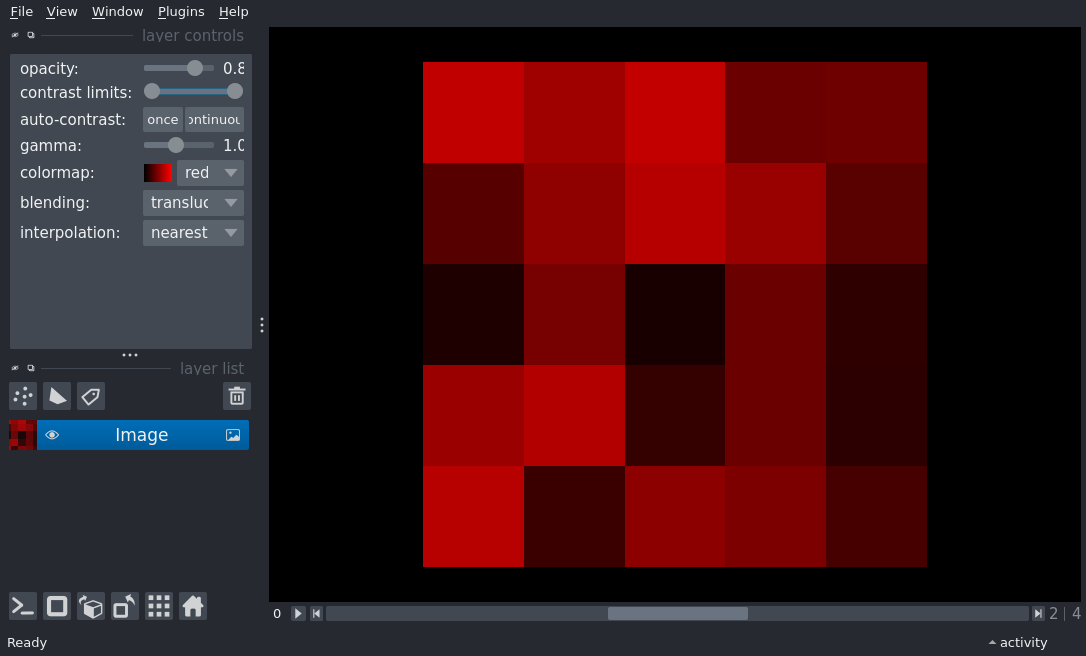 File View Window Plugins Help
layer controls
opacity: 0.8
contrast limits:
auto-contrast: once ontinuou
gamma: 1.0
colormap: red
blending: transluc
interpolation: nearest
layer list
Image
0 2 | 4
Ready activity